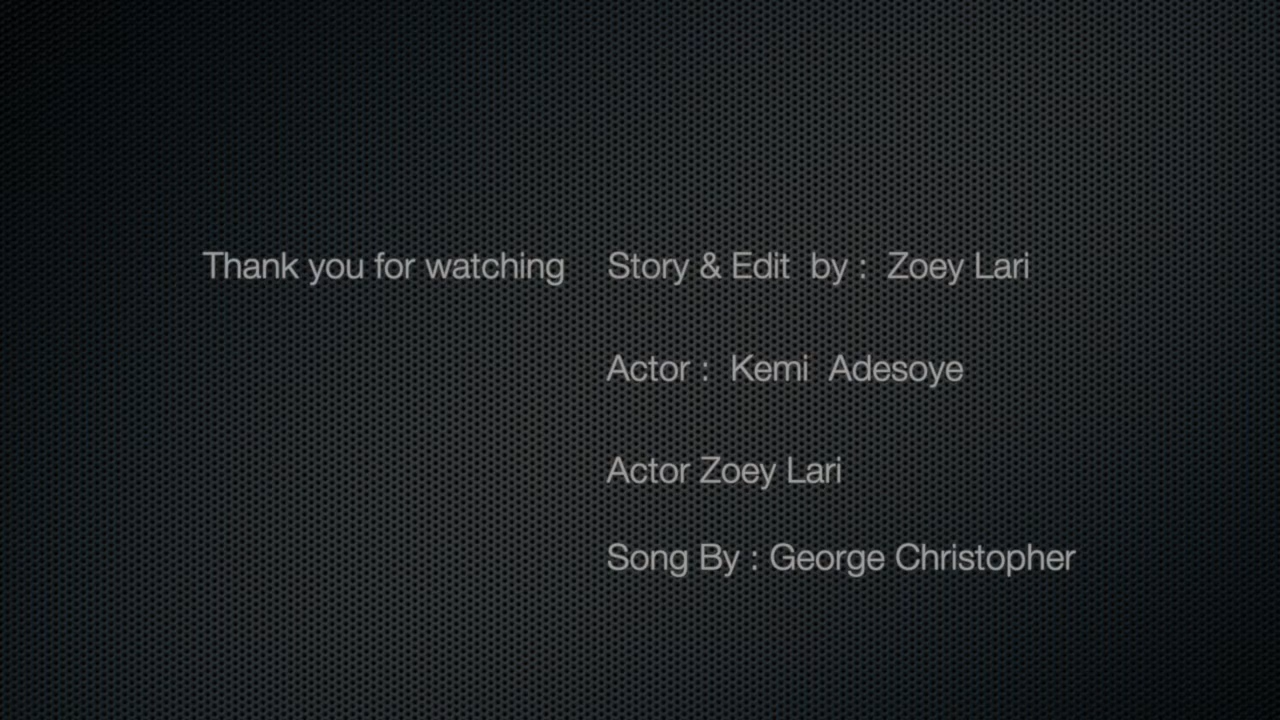 Thank you for watching Story & Edit by : Zoey Lari
Actor : Kemi Adesoye
Actor Zoey Lari
Song By : George Christopher